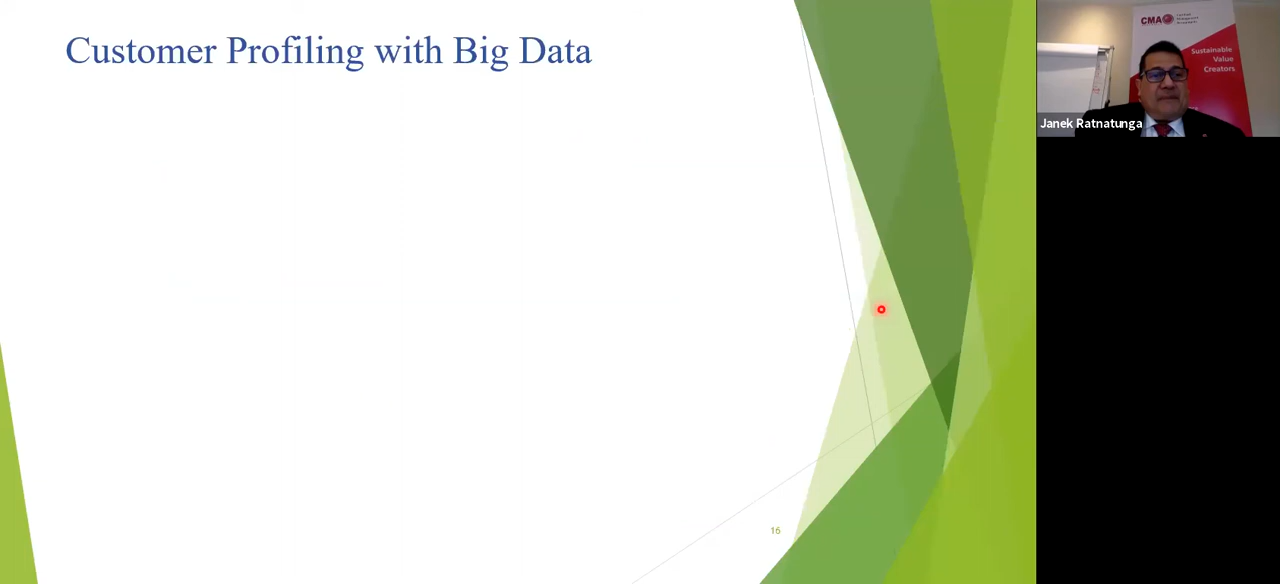 Customer Profiling with Big Data
16
CMA
Sustainable
Value
Creators
Janek Ratnatunga